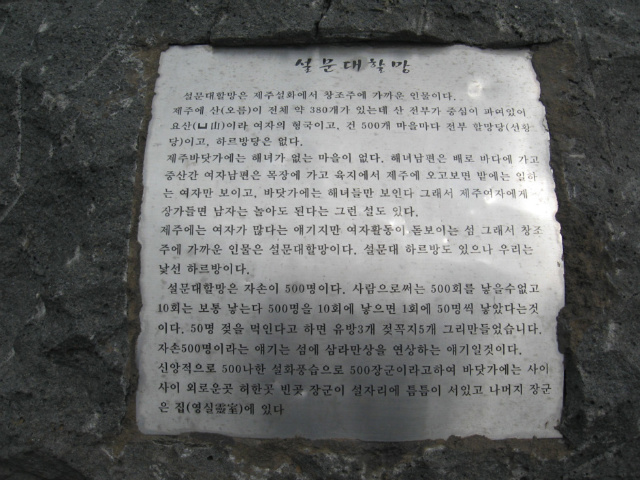 설문대할망
설문대할망은 제주설화에서 창조주에 가까운 인물이다.
제주에 산(오름)이 전체 약 380개가 있는데 산 전부가 중심이 파여있어
요산(凵山)이라 여자의 형국이고, 건 500개 마을마다 전부 할망당(선황
당)이고, 하르방당은 없다.
제주바닷가에는 해녀가 없는 마을이 없다. 해녀남편은 배로 바다에 가고
중산간 여자남편은 목장에 가고 육지에서 제주에 오고보면 밭에는 일하
는 여자만 보이고, 바닷가에는 해녀들만 보인다 그래서 제주여자에게
장가들면 남자는 놀아도 된다는 그런 설도 있다.
제주에는 여자가 많다는 얘기지만 여자활동이 돋보이는 섬 그래서 창조
주에 가까운 인물은 설문대할망이다. 설문대 하르방도 있으나 우리는
낯선 하르방이다.
설문대할망은 자손이 500명이다. 사람으로써는 500회를 낳을수없고
10회는 보통 낳는다 500명을 10회에 낳으면 1회에 50명씩 낳았다는것
이다. 50명 젖을 먹인다고 하면 유방3개 젖꼭지5개 그리만들었습니다.
자손500명이라는 얘기는 섬에 삼라만상을 연상하는 얘기일것이다.
신앙적으로 500나한 설화풍습으로 500장군이라고하여 바닷가에는 사이
사이 외로운곳 허한곳 빈곳 장군이 설자리에 틈틈이 서있고 나머지 장군
은 집(영실靈室)에 있다